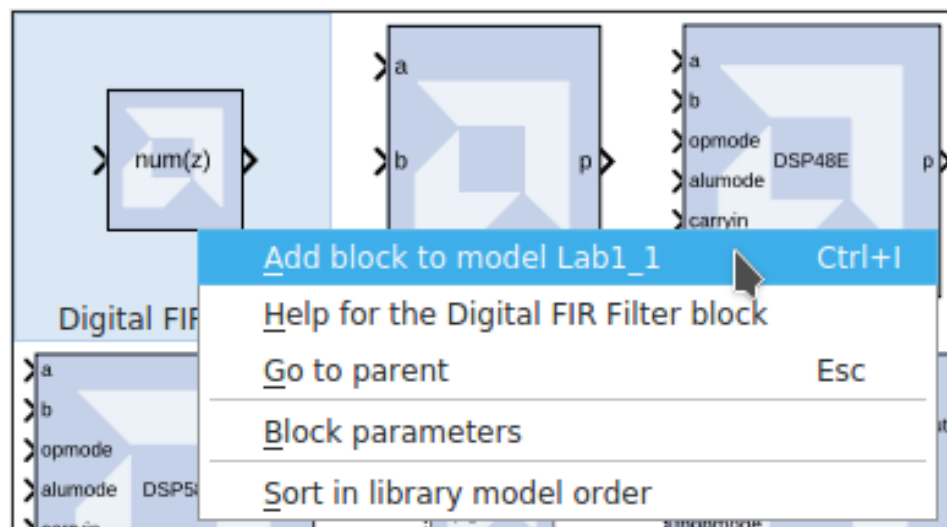 a
a
b
num(z)
b
p
opmode
DSP48E
p
alumode
carryin
Add block to model Lab1_1 Ctrl+I
Help for the Digital FIR Filter block
Digital FI
Go to parent Esc
a
b
Block parameters
opmode
alumode
Sort in library model order